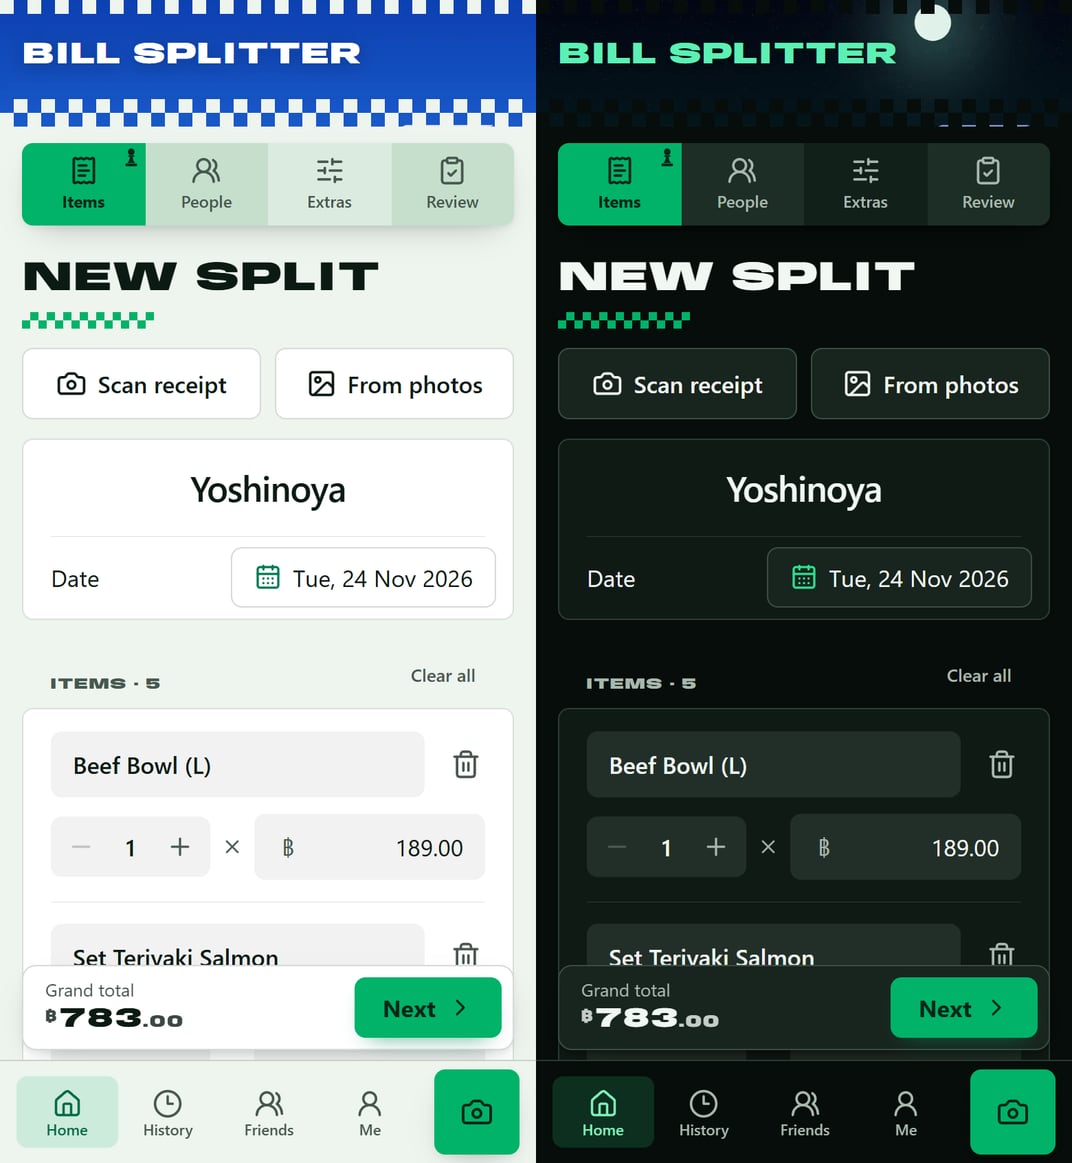 BILL SPLITTER
Items
People
Extras
Review
NEW SPLIT
Scan receipt
From photos
Yoshinoya
Date
Tue, 24 Nov 2026
ITEMS · 5
Clear all
Beef Bowl (L)
1
×
฿ 189.00
Set Teriyaki Salmon
Grand total
฿783.00
Next
Home
History
Friends
Me
BILL SPLITTER
Items
People
Extras
Review
NEW SPLIT
Scan receipt
From photos
Yoshinoya
Date
Tue, 24 Nov 2026
ITEMS · 5
Clear all
Beef Bowl (L)
1
×
฿ 189.00
Set Teriyaki Salmon
Grand total
฿783.00
Next
Home
History
Friends
Me